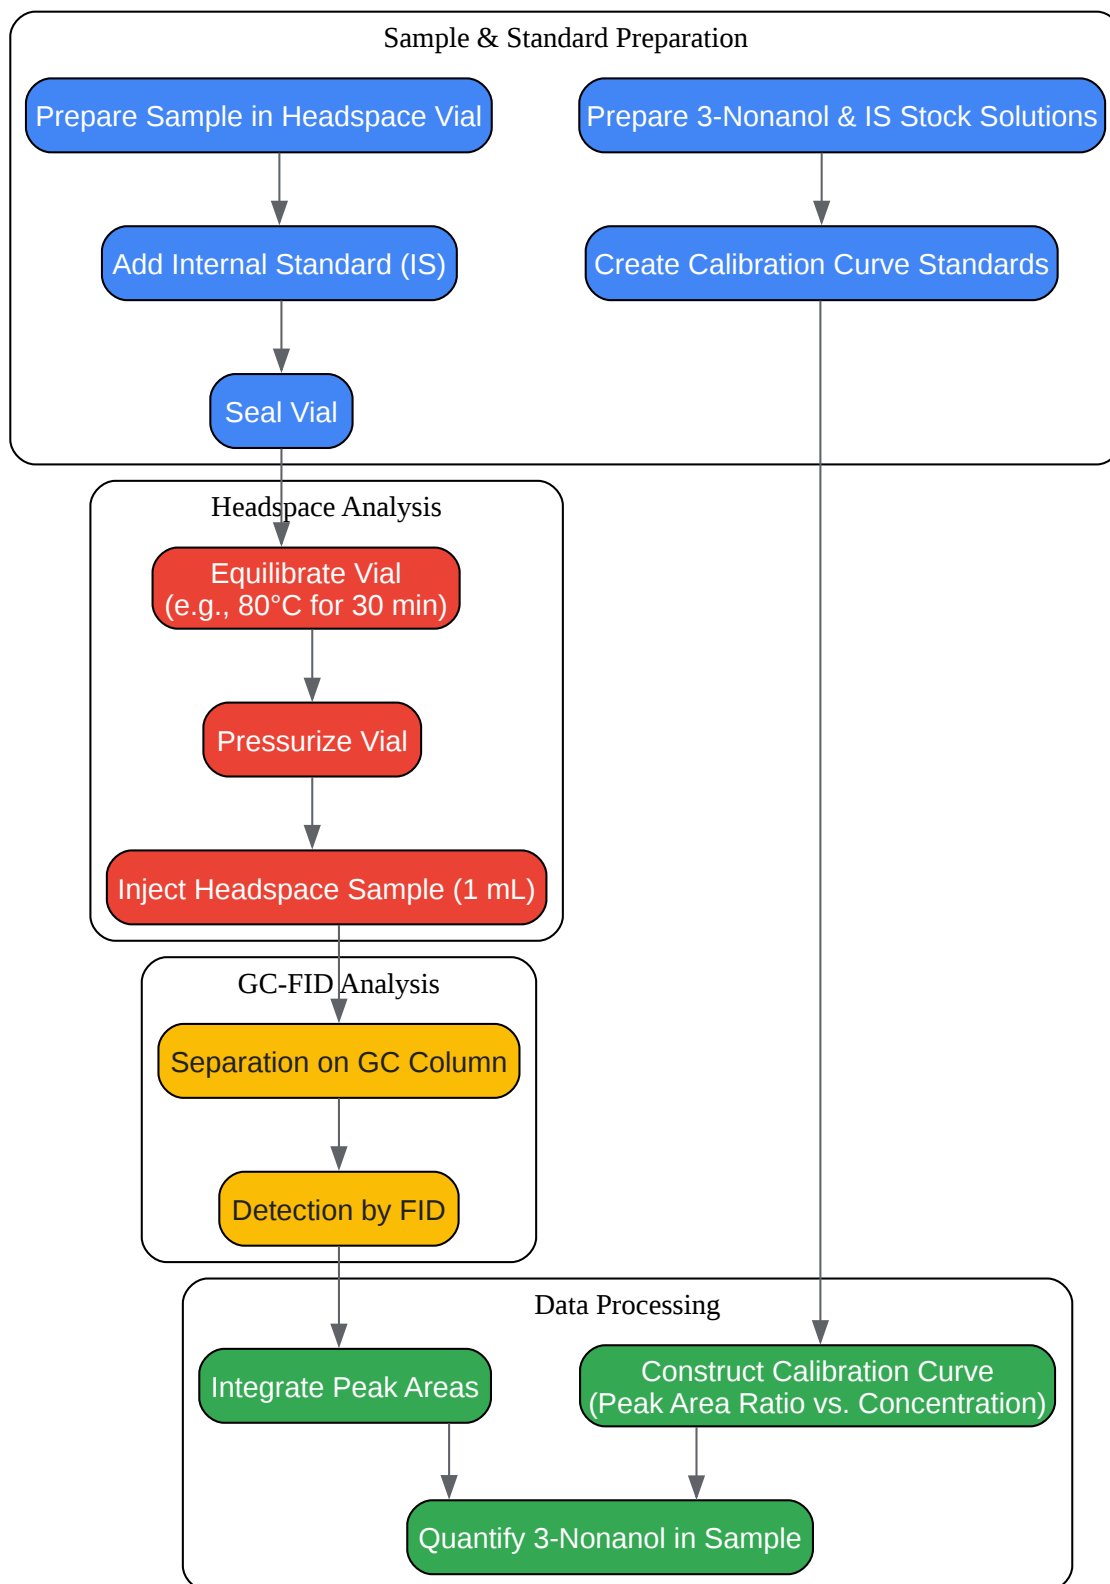 Sample & Standard Preparation
Prepare Sample in Headspace Vial
Prepare 3-Nonanol & IS Stock Solutions
Add Internal Standard (IS)
Create Calibration Curve Standards
Seal Vial
Headspace Analysis
Equilibrate Vial
(e.g., 80°C for 30 min)
Pressurize Vial
Inject Headspace Sample (1 mL)
GC-FID Analysis
Separation on GC Column
Detection by FID
Data Processing
Integrate Peak Areas
Construct Calibration Curve
(Peak Area Ratio vs. Concentration)
Quantify 3-Nonanol in Sample